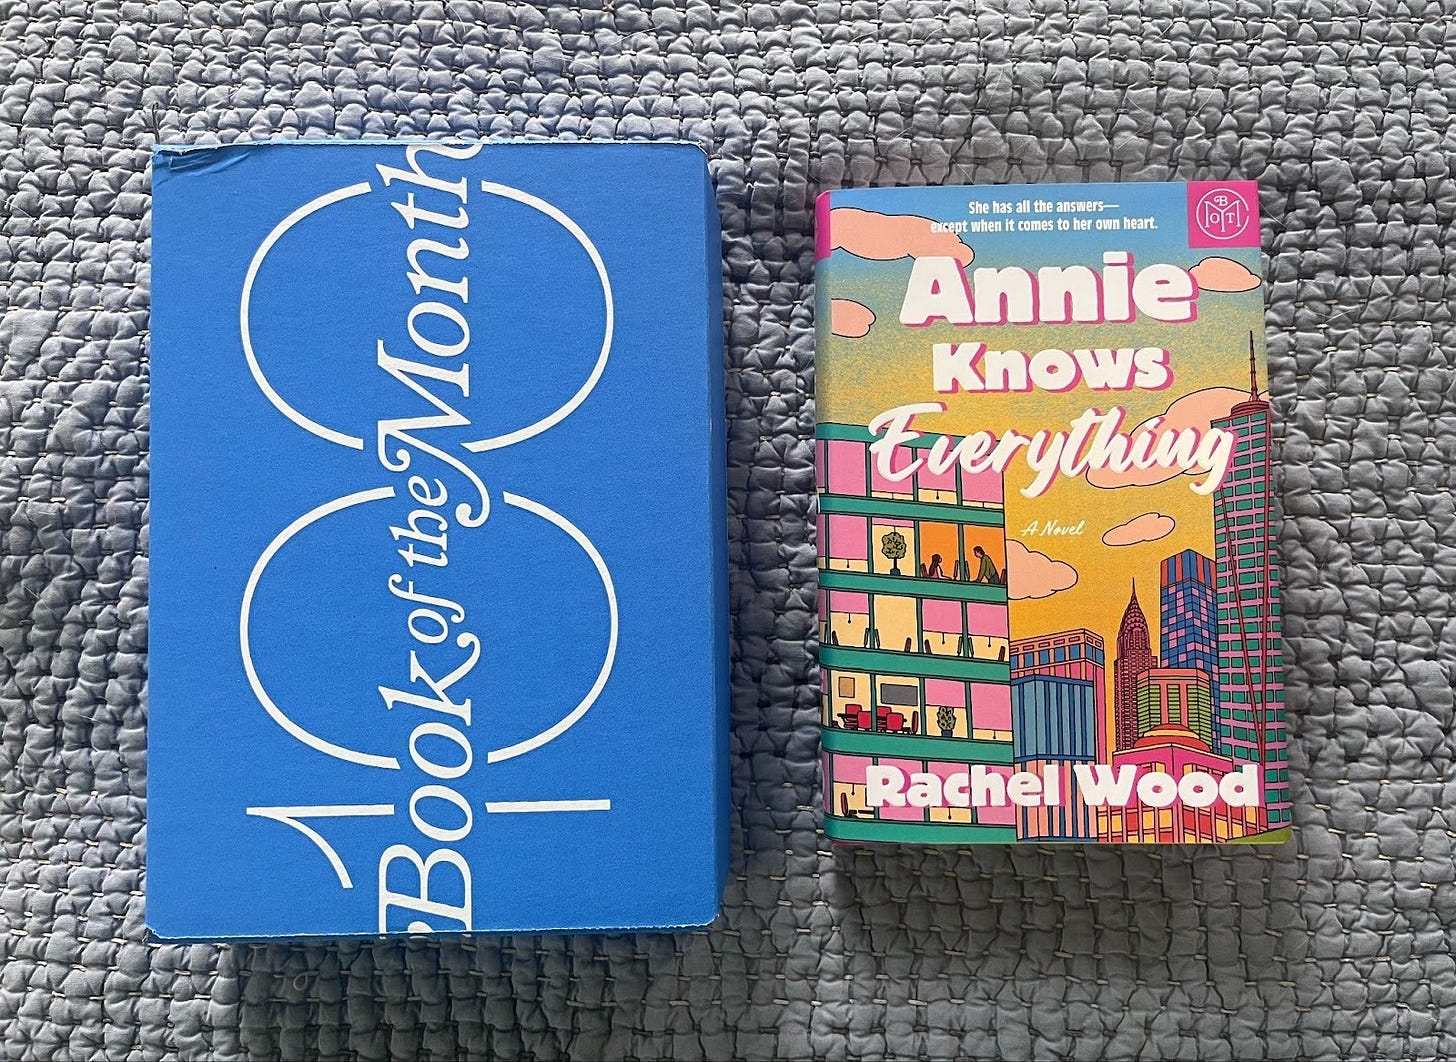 Book of the Month
100
She has all the answers—
except when it comes to her own heart.
BOTM
Annie
Knows
Everything
A Novel
Rachel Wood